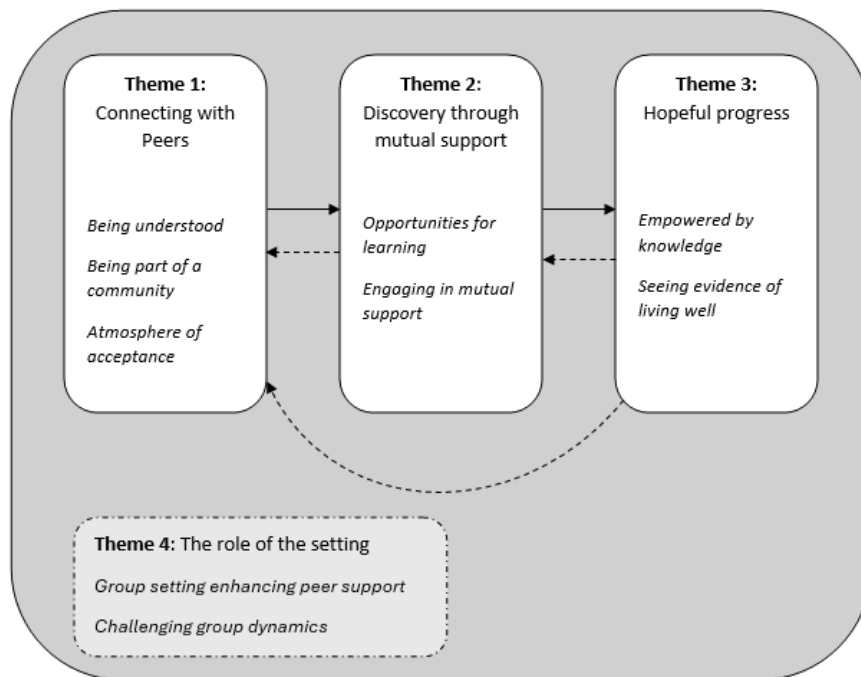 Theme 1:
Connecting with
Peers
Being understood
Being part of a
community
Atmosphere of
acceptance
Theme 2:
Discovery through
mutual support
Opportunities for
learning
Engaging in mutual
support
Theme 3:
Hopeful progress
Empowered by
knowledge
Seeing evidence of
living well
Theme 4: The role of the setting
Group setting enhancing peer support
Challenging group dynamics